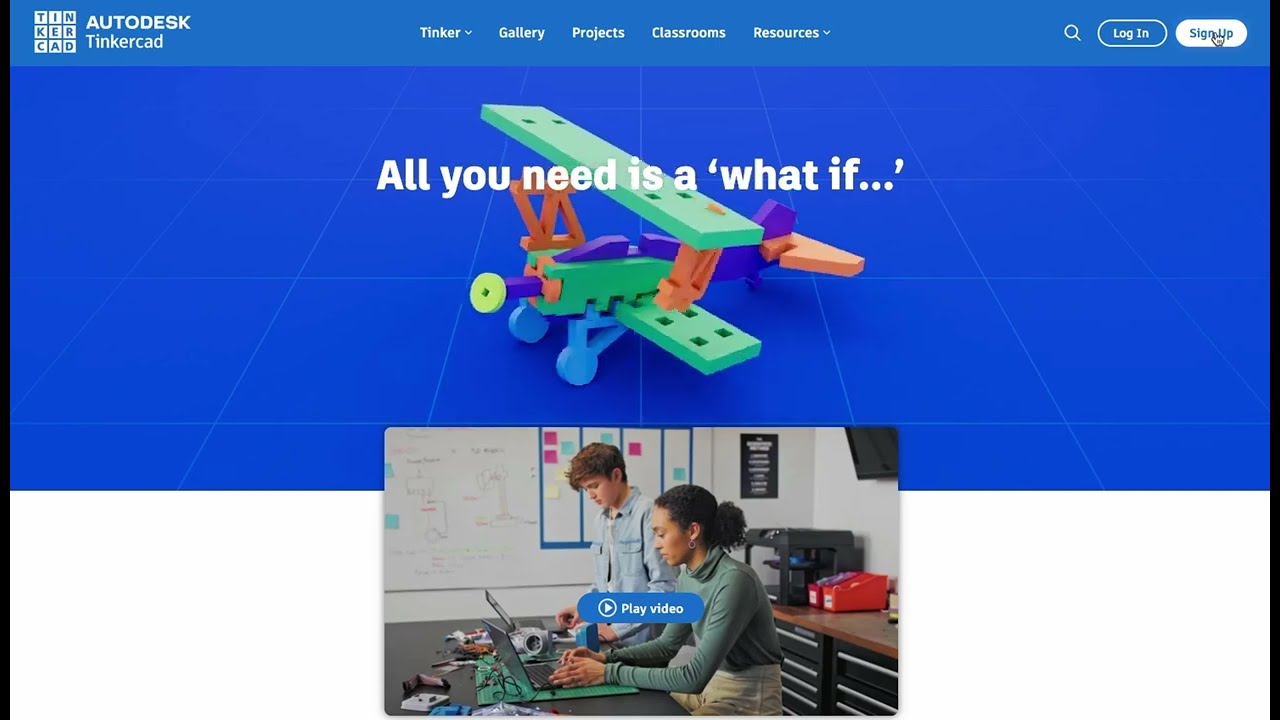 TIN
KER
CAD
AUTODESK
Tinkercad
Tinker
Gallery
Projects
Classrooms
Resources
Log In
Sign Up
All you need is a ‘what if...’
Play video